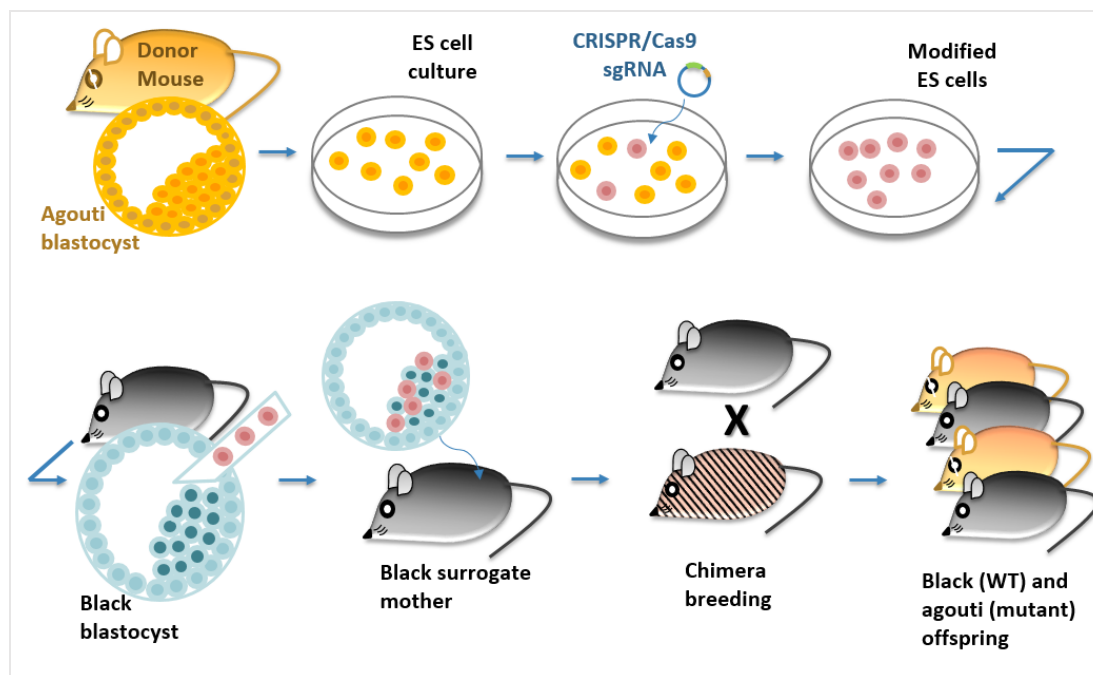 Donor
Mouse
Agouti
blastocyst
ES cell
culture
CRISPR/Cas9
sgRNA
Modified
ES cells
Black
blastocyst
Black surrogate
mother
X
Chimera
breeding
Black (WT) and
agouti (mutant)
offspring